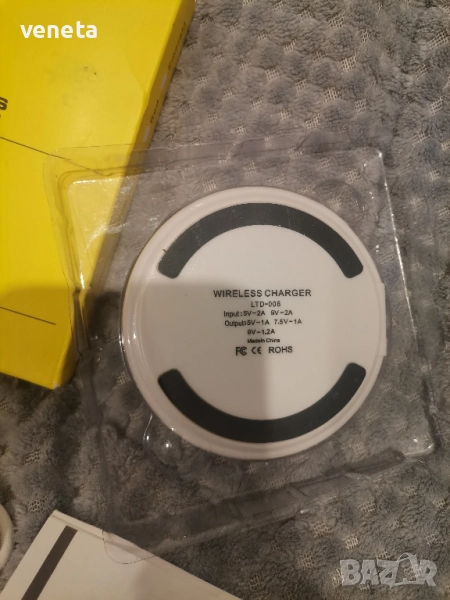 veneta
S
WIRELESS CHARGER
LTD-008
Input:5V-2A 9V-2A
Output:5V-1A 7.5V-1A
9V-1.2A
Made in China
FC CE ROHS
BAZAR